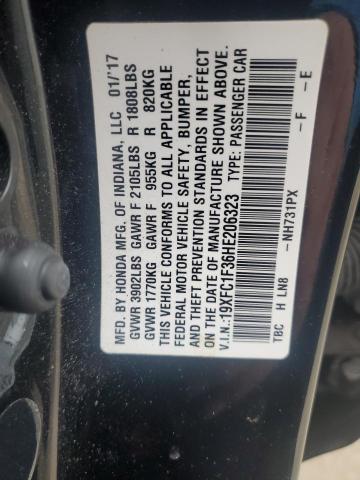 MFD. BY HONDA MFG. OF INDIANA, LLC 01/'17
GVWR 3902LBS GAWR F 2105LBS R 1808LBS
GVWR 1770KG GAWR F 955KG R 820KG
THIS VEHICLE CONFORMS TO ALL APPLICABLE
FEDERAL MOTOR VEHICLE SAFETY, BUMPER,
AND THEFT PREVENTION STANDARDS IN EFFECT
ON THE DATE OF MANUFACTURE SHOWN ABOVE.
V.I.N.:19XFC1F36HE206323 TYPE: PASSENGER CAR
-NH731PX -F -E
TBC H LN8